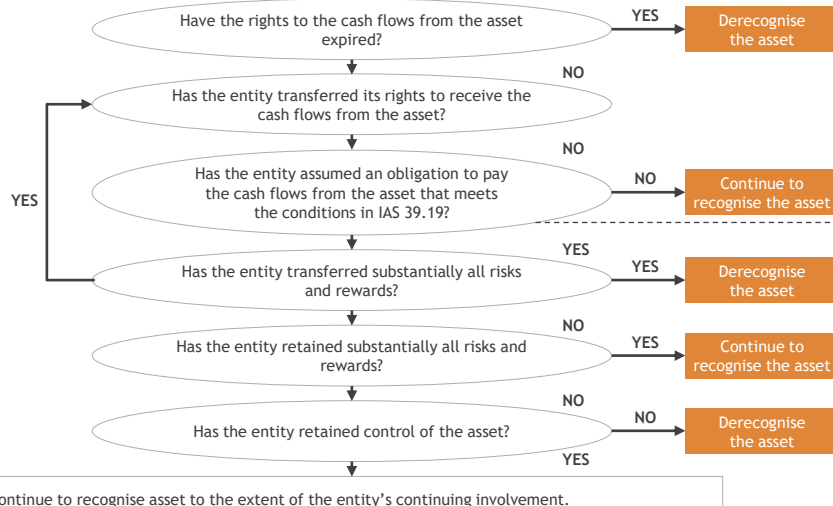 Have the rights to the cash flows from the asset
expired?
YES
Derecognise
the asset
NO
Has the entity transferred its rights to receive the
cash flows from the asset?
NO
YES
Has the entity assumed an obligation to pay
the cash flows from the asset that meets
the conditions in IAS 39.19?
NO
Continue to
recognise the asset
YES
Has the entity transferred substantially all risks
and rewards?
YES
Derecognise
the asset
NO
Has the entity retained substantially all risks and
rewards?
YES
Continue to
recognise the asset
NO
Has the entity retained control of the asset?
NO
Derecognise
the asset
YES
ontinue to recognise asset to the extent of the entity's continuing involvement.